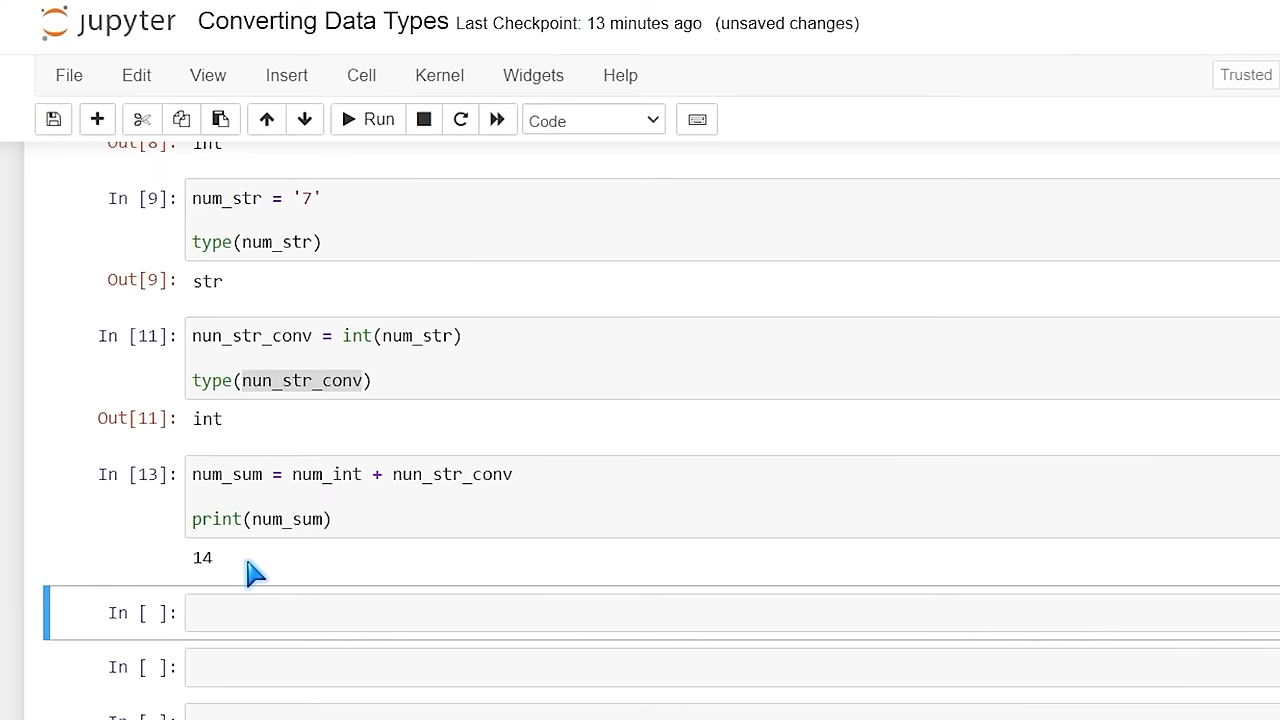 jupyter Converting Data Types Last Checkpoint: 13 minutes ago (unsaved changes)
File Edit View Insert Cell Kernel Widgets Help
Trusted
Run Code
Out[8]: int
In [9]: num_str = '7'
type(num_str)
Out[9]: str
In [11]: nun_str_conv = int(num_str)
type(nun_str_conv)
Out[11]: int
In [13]: num_sum = num_int + nun_str_conv
print(num_sum)
14
In [ ]:
In [ ]:
In [ ]: